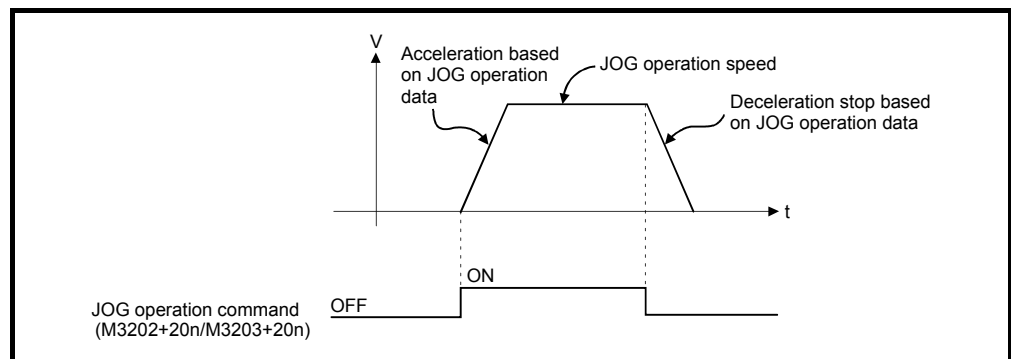 V
Acceleration based
on JOG operation
data
JOG operation speed
Deceleration stop based
on JOG operation data
t
ON
OFF
JOG operation command
(M3202+20n/M3203+20n)